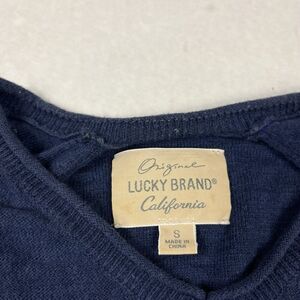 Original
LUCKY BRAND®
California
S
MADE IN
CHINA